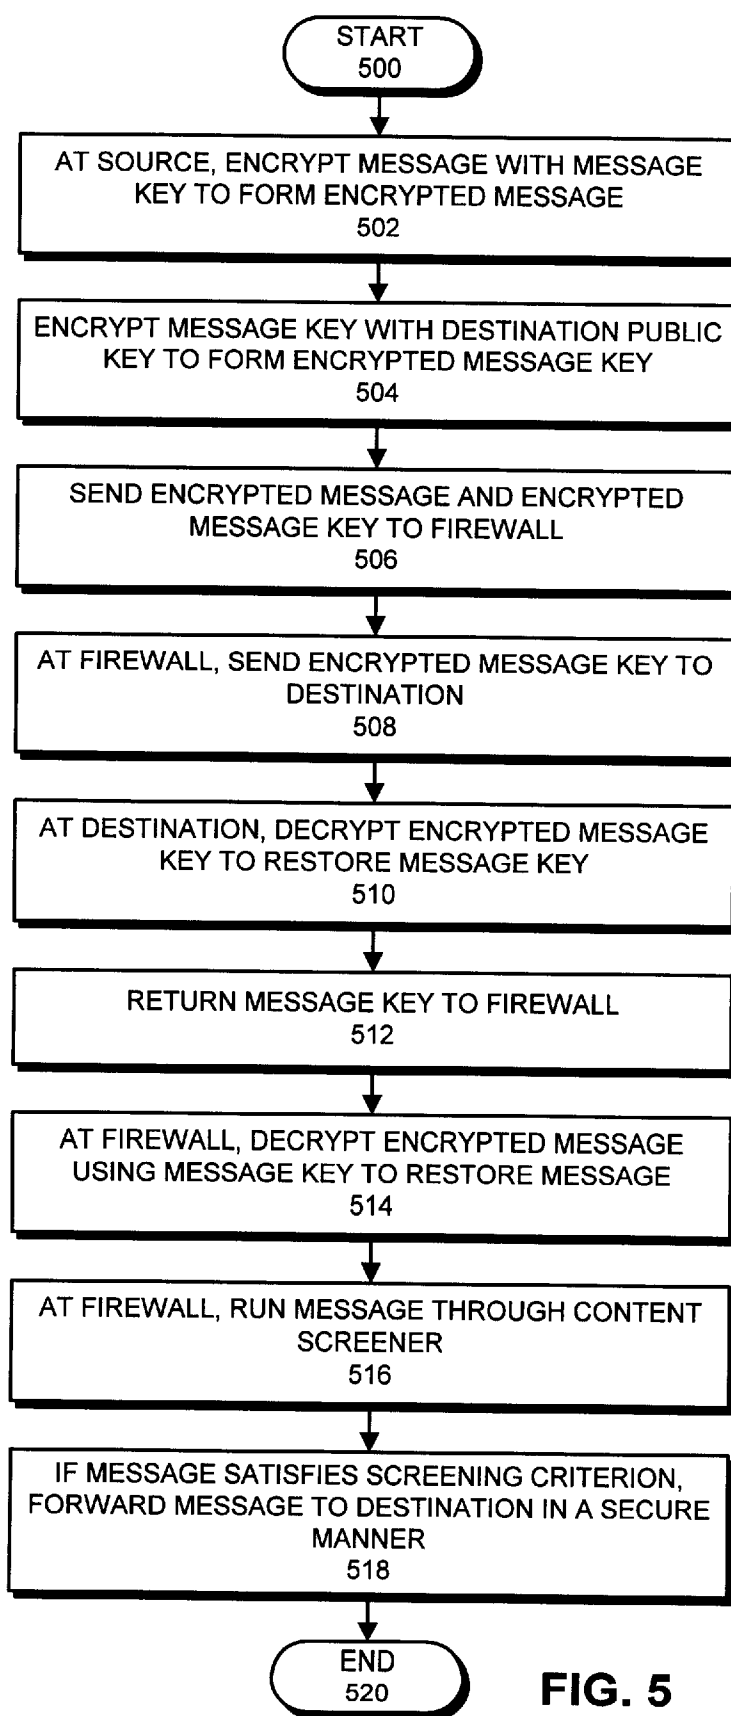 START
500
AT SOURCE, ENCRYPT MESSAGE WITH MESSAGE
KEY TO FORM ENCRYPTED MESSAGE
502
ENCRYPT MESSAGE KEY WITH DESTINATION PUBLIC
KEY TO FORM ENCRYPTED MESSAGE KEY
504
SEND ENCRYPTED MESSAGE AND ENCRYPTED
MESSAGE KEY TO FIREWALL
506
AT FIREWALL, SEND ENCRYPTED MESSAGE KEY TO
DESTINATION
508
AT DESTINATION, DECRYPT ENCRYPTED MESSAGE
KEY TO RESTORE MESSAGE KEY
510
RETURN MESSAGE KEY TO FIREWALL
512
AT FIREWALL, DECRYPT ENCRYPTED MESSAGE
USING MESSAGE KEY TO RESTORE MESSAGE
514
AT FIREWALL, RUN MESSAGE THROUGH CONTENT
SCREENER
516
IF MESSAGE SATISFIES SCREENING CRITERION,
FORWARD MESSAGE TO DESTINATION IN A SECURE
MANNER
518
END
520
FIG. 5